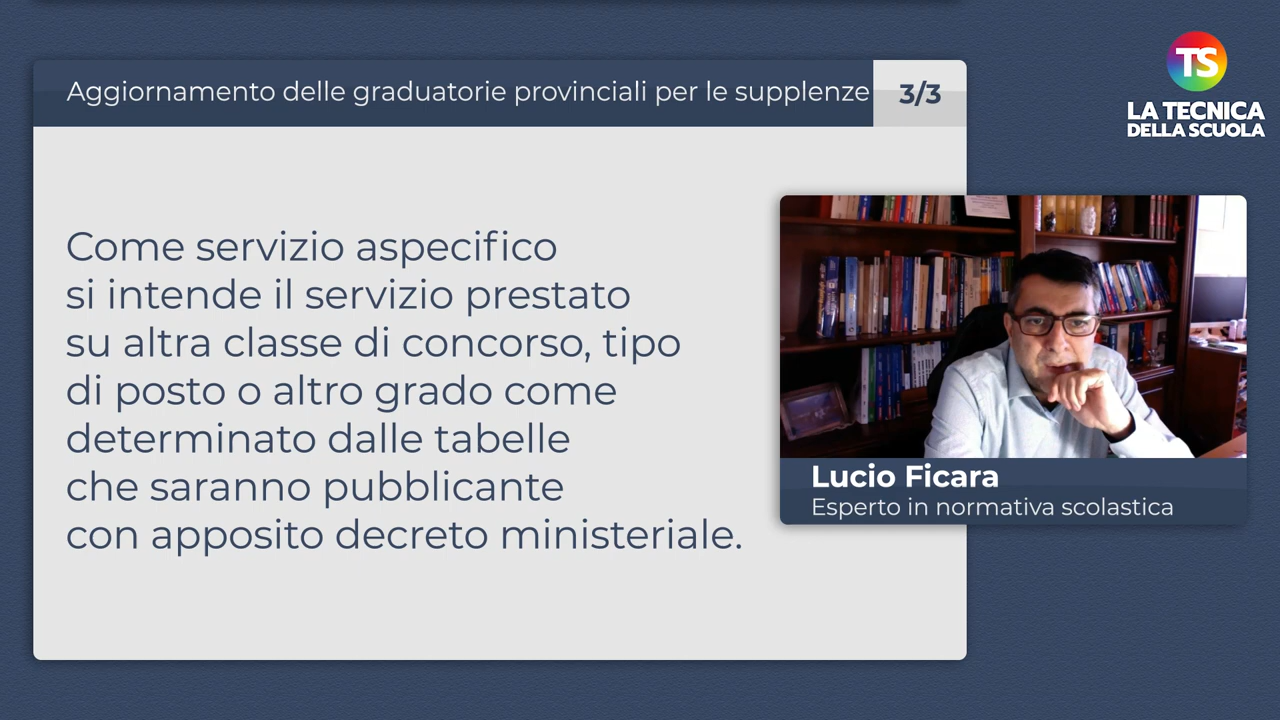 Aggiornamento delle graduatorie provinciali per le supplenze
3/3
TS
LA TECNICA
DELLA SCUOLA
Come servizio aspecifico
si intende il servizio prestato
su altra classe di concorso, tipo
di posto o altro grado come
determinato dalle tabelle
che saranno pubblicante
con apposito decreto ministeriale.
Lucio Ficara
Esperto in normativa scolastica